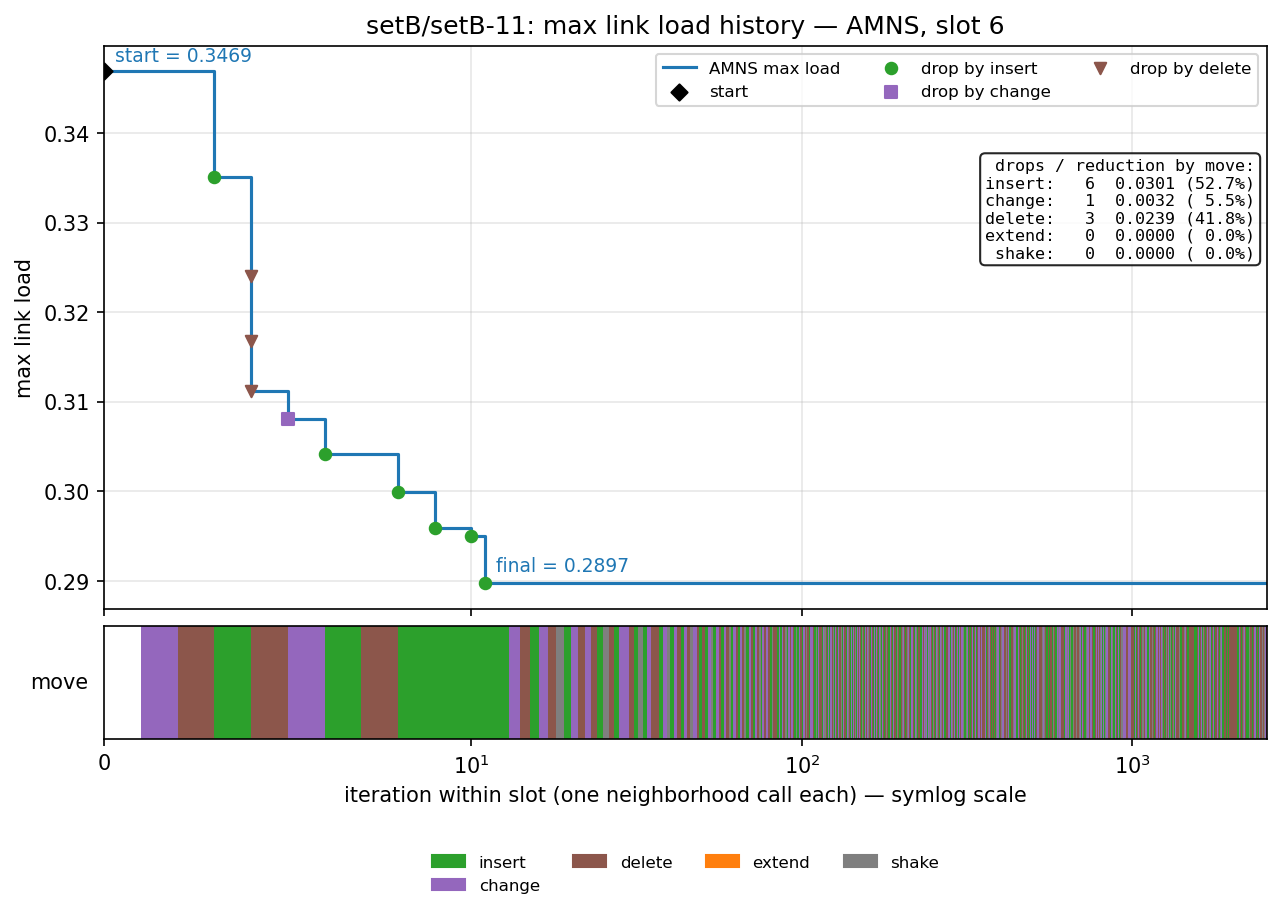 setB/setB-11: max link load history — AMNS, slot 6
start = 0.3469
AMNS max load
start
drop by insert
drop by change
drop by delete
drops / reduction by move:
insert: 6 0.0301 (52.7%)
change: 1 0.0032 ( 5.5%)
delete: 3 0.0239 (41.8%)
extend: 0 0.0000 ( 0.0%)
shake: 0 0.0000 ( 0.0%)
max link load
0.34
0.33
0.32
0.31
0.30
0.29
final = 0.2897
move
0
10¹
10²
10³
iteration within slot (one neighborhood call each) — symlog scale
insert
change
delete
extend
shake